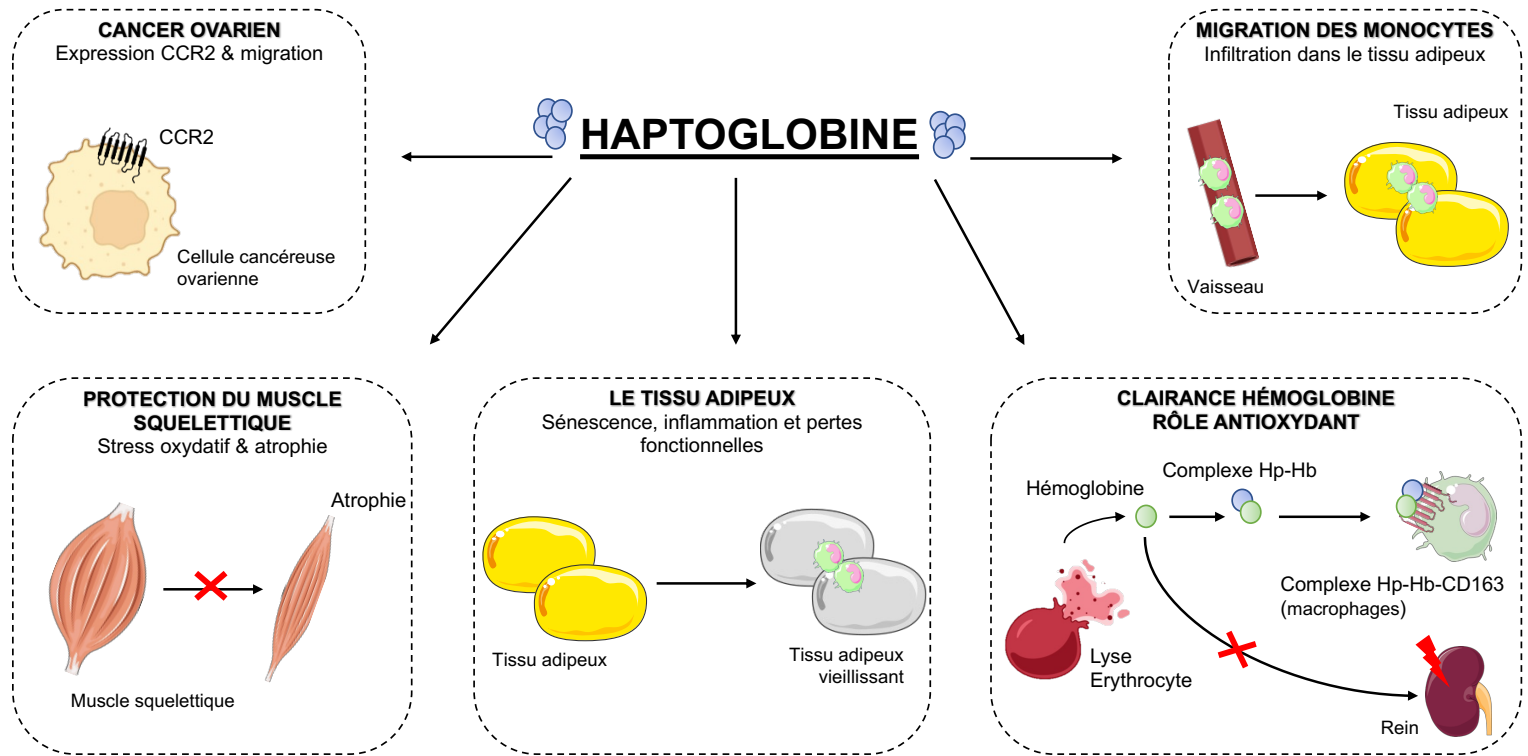 HAPTOGLOBINE
CANCER OVARIEN
Expression CCR2 & migration
CCR2
Cellule cancéreuse
ovarienne
MIGRATION DES MONOCYTES
Infiltration dans le tissu adipeux
Tissu adipeux
Vaisseau
PROTECTION DU MUSCLE
SQUELETTIQUE
Stress oxydatif & atrophie
Atrophie
Muscle squelettique
LE TISSU ADIPEUX
Sénescence, inflammation et pertes
fonctionnelles
Tissu adipeux
Tissu adipeux
vieillissant
CLAIRANCE HÉMOGLOBINE
RÔLE ANTIOXYDANT
Complexe Hp-Hb
Hémoglobine
Complexe Hp-Hb-CD163
(macrophages)
Lyse
Erythrocyte
Rein